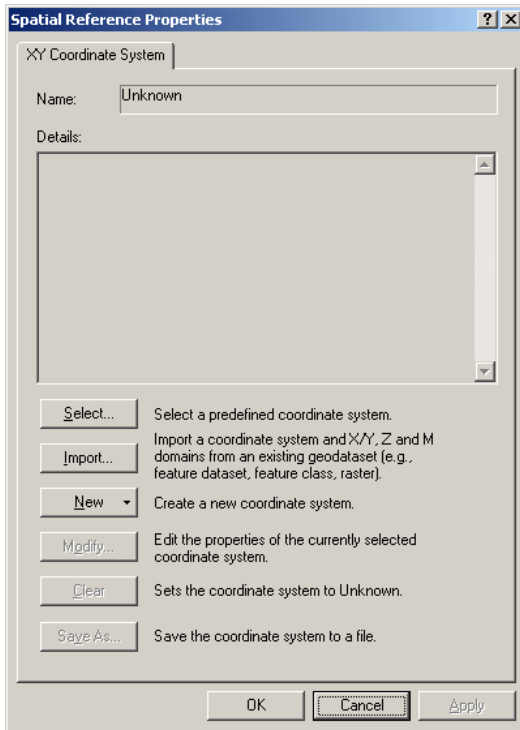 Spatial Reference Properties
XY Coordinate System
Name:
Unknown
Details:
Select...
Select a predefined coordinate system.
Import...
Import a coordinate system and X/Y, Z and M
domains from an existing geodataset (e.g.,
feature dataset, feature class, raster).
New
Create a new coordinate system.
Modify...
Edit the properties of the currently selected
coordinate system.
Clear
Sets the coordinate system to Unknown.
Save As...
Save the coordinate system to a file.
OK
Cancel
Apply